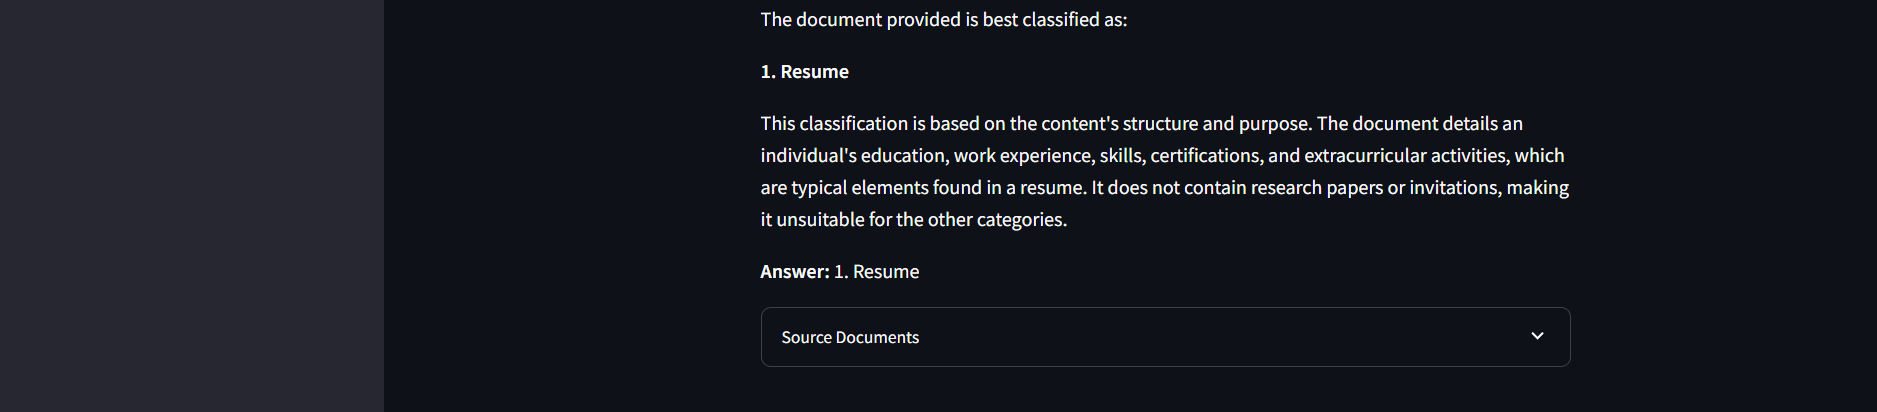 The document provided is best classified as:
1. Resume
This classification is based on the content's structure and purpose. The document details an
individual's education, work experience, skills, certifications, and extracurricular activities, which
are typical elements found in a resume. It does not contain research papers or invitations, making
it unsuitable for the other categories.
Answer: 1. Resume
Source Documents